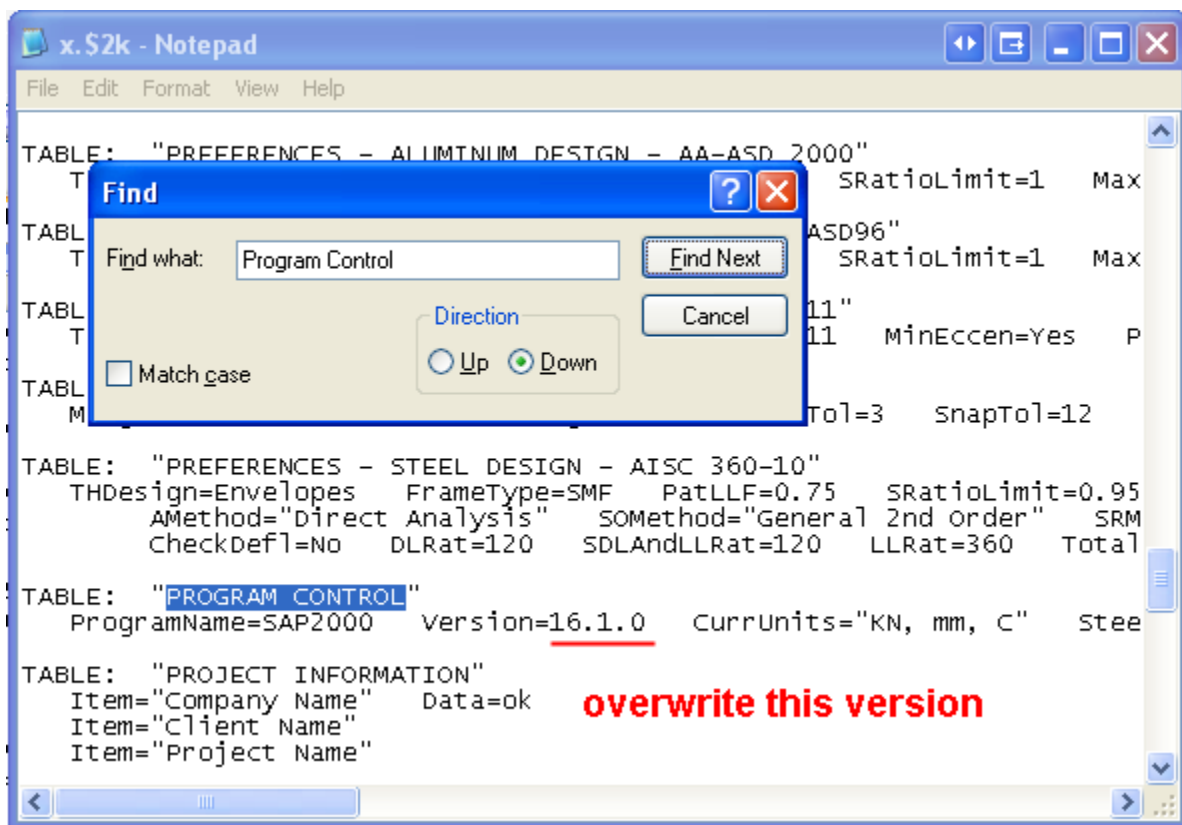 x.$2k - Notepad
File Edit Format View Help
TABLE: "PREFERENCES - ALUMINUM DESIGN - AA-ASD 2000"
T SRatioLimit=1 Max
Find
TABL ASD96"
T SRatioLimit=1 Max
Find what: Program Control Find Next
TABL 11"
T 11 MinEccen=Yes P
Direction Cancel
Up Down
Match case
TABL
M Tol=3 SnapTol=12
TABLE: "PREFERENCES - STEEL DESIGN - AISC 360-10"
THDesign=Envelopes FrameType=SMF PatLLF=0.75 SRatioLimit=0.95
AMethod="Direct Analysis" SOMethod="General 2nd Order" SRM
CheckDefl=No DLRat=120 SDLAndLLRat=120 LLRat=360 Total
TABLE: "PROGRAM CONTROL"
ProgramName=SAP2000 Version=16.1.0 CurrUnits="KN, mm, C" Stee
TABLE: "PROJECT INFORMATION"
Item="Company Name" Data=ok
overwrite this version
Item="Client Name"
Item="Project Name"